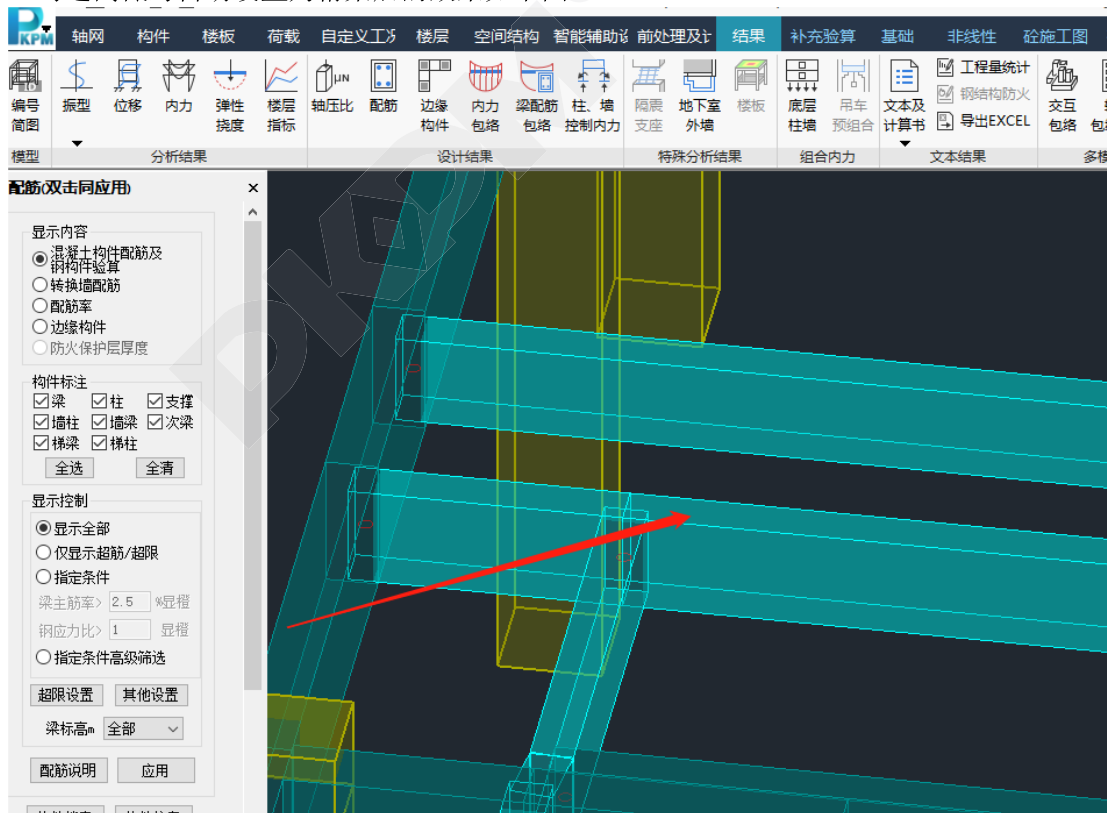 PKPM
轴网 构件 楼板 荷载 自定义工况 楼层 空间结构 智能辅助 前处理及计 结果 补充验算 基础 非线性 砼施工图
编号简图 振型 位移 内力 弹性挠度 楼层指标 轴压比 配筋 边缘构件 内力包络 梁配筋包络 柱、墙控制内力 隔震支座 地下室外墙 楼板 底层柱墙 吊车预组合 文本及计算书 工程量统计 交互包络
钢结构防火
导出EXCEL
模型 分析结果 设计结果 特殊分析结果 组合内力 文本结果 多模
配筋(双击同应用) ×
显示内容
混凝土构件配筋及
钢构件验算
转换墙配筋
配筋率
边缘构件
防火保护层厚度
构件标注
梁 柱 支撑
墙柱 墙梁 次梁
梯梁 梯柱
全选 全清
显示控制
显示全部
仅显示超筋/超限
指定条件
梁主筋率> 2.5 %显橙
钢应力比> 1 显橙
指定条件高级筛选
超限设置 其他设置
梁标高m 全部
配筋说明 应用
PKPM